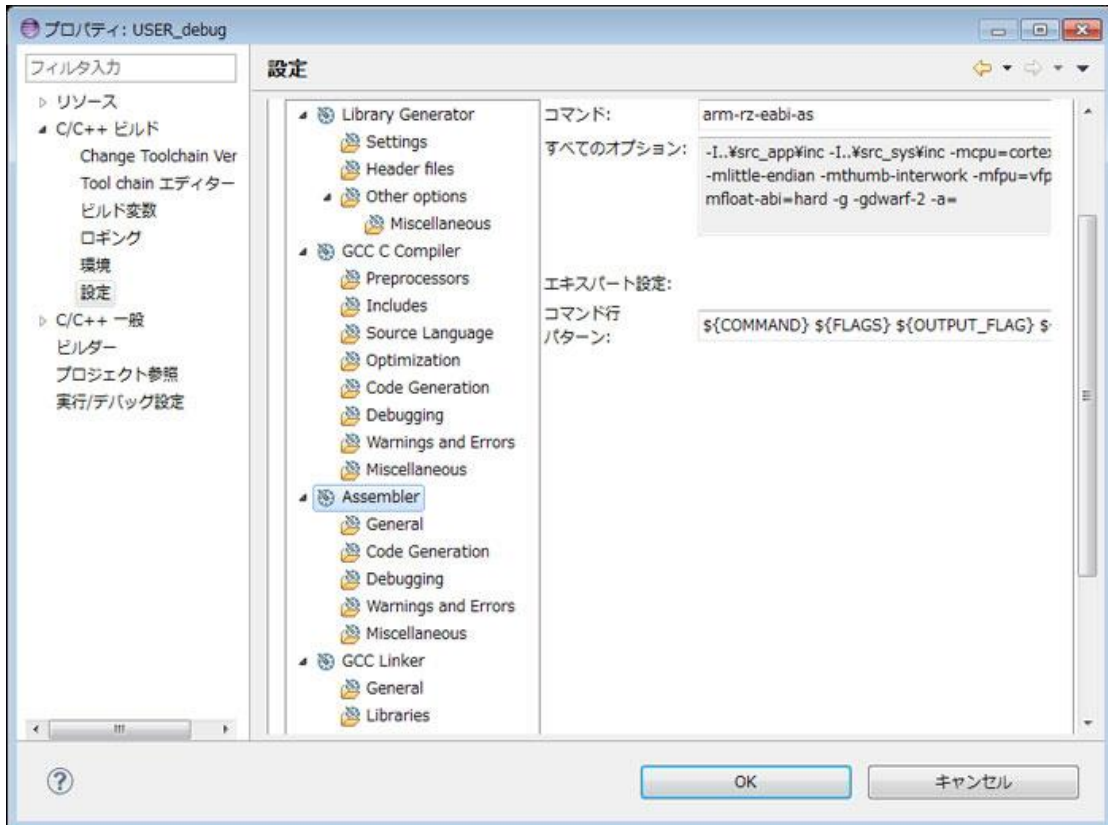 プロパティ: USER_debug
フィルタ入力
リソース
C/C++ ビルド
Change Toolchain Ver
Tool chain エディター
ビルド変数
ロギング
環境
設定
C/C++ 一般
ビルダー
プロジェクト参照
実行/デバッグ設定
設定
Library Generator
Settings
Header files
Other options
Miscellaneous
GCC C Compiler
Preprocessors
Includes
Source Language
Optimization
Code Generation
Debugging
Warnings and Errors
Miscellaneous
Assembler
General
Code Generation
Debugging
Warnings and Errors
Miscellaneous
GCC Linker
General
Libraries
コマンド: arm-rz-eabi-as
すべてのオプション: -I..¥src_app¥inc -I..¥src_sys¥inc -mcpu=cortex
-mlittle-endian -mthumb-interwork -mfpu=vfp
mfloat-abi=hard -g -gdwarf-2 -a=
エキスパート設定:
コマンド行
パターン: ${COMMAND} ${FLAGS} ${OUTPUT_FLAG} $
OK キャンセル